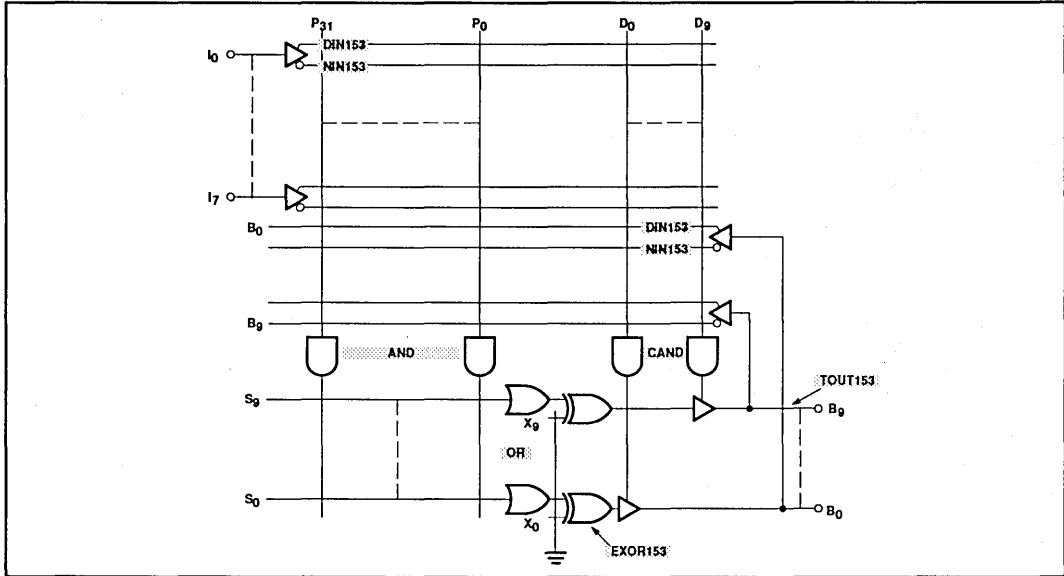 P31 P0 D0 D9
I0 DIN153
NIN153
I7
B0 DIN153
NIN153
B9
AND CAND
TOUT153
S9 X9 B9
OR
S0 X0 B0
EXOR153